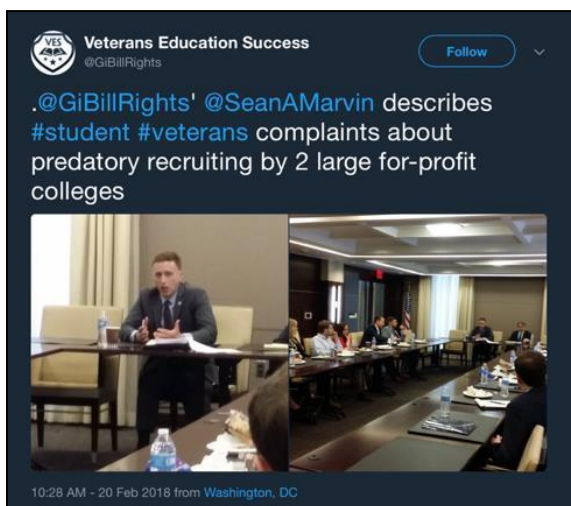 VES
Veterans Education Success
@GiBillRights
Follow
.@GiBillRights' @SeanAMarvin describes
#student #veterans complaints about
predatory recruiting by 2 large for-profit
colleges
10:28 AM - 20 Feb 2018 from Washington, DC